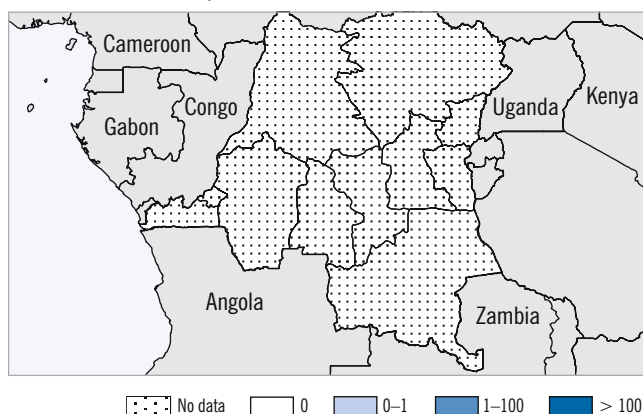 Cameroon
Congo
Gabon
Uganda
Kenya
Angola
Zambia
No data 0 0–1 1–100 > 100